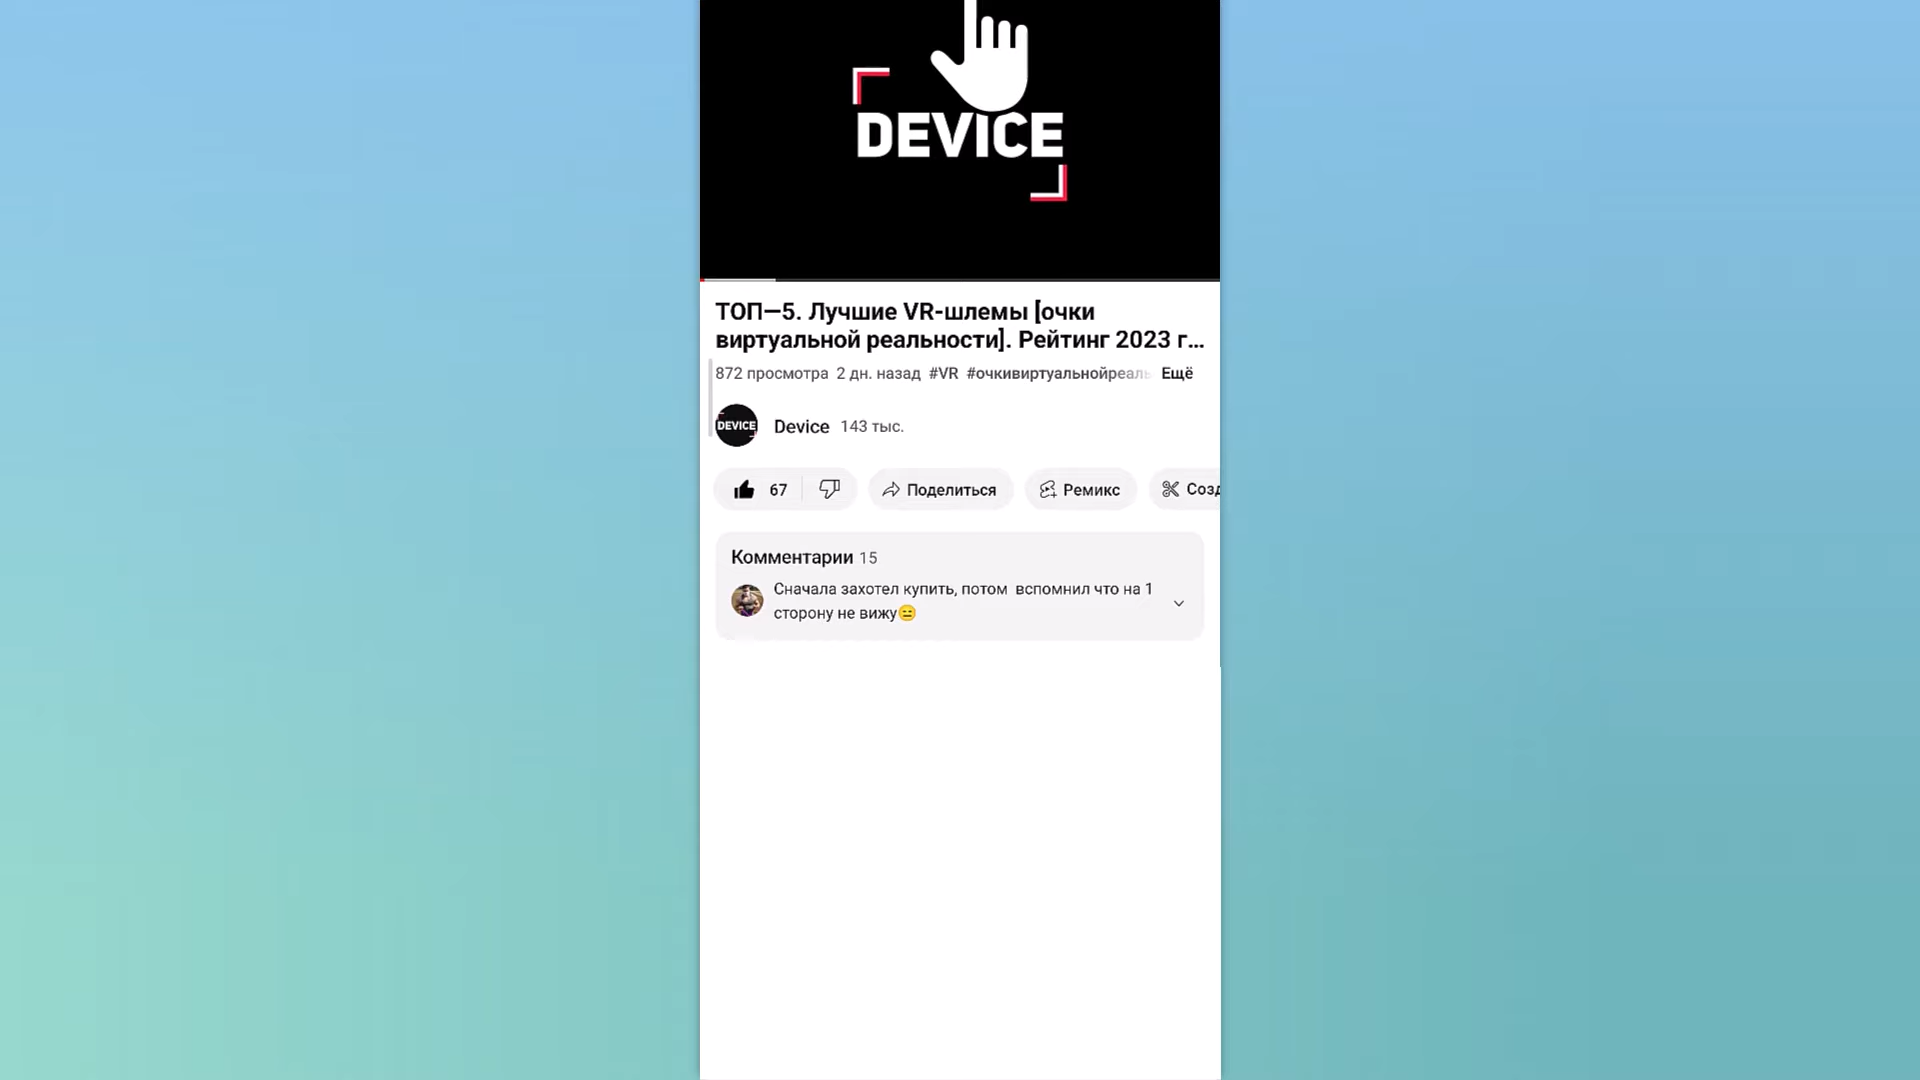 DEVICE
ТОП—5. Лучшие VR-шлемы [очки
виртуальной реальности]. Рейтинг 2023 г...
872 просмотра 2 дн. назад #VR #очкивиртуальнойреаль Ещё
DEVICE
Device 143 тыс.
67 Поделиться Ремикс Созд
Комментарии 15
Сначала захотел купить, потом вспомнил что на 1
сторону не вижу😑